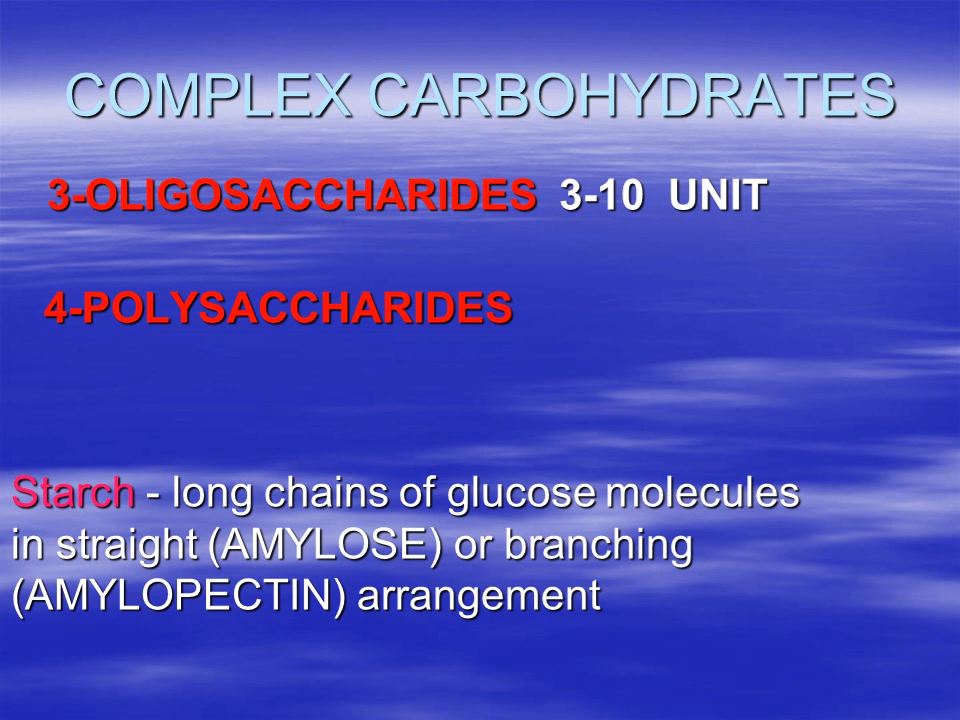 COMPLEX CARBOHYDRATES
3-OLIGOSACCHARIDES 3-10 UNIT
4-POLYSACCHARIDES
Starch - long chains of glucose molecules
in straight (AMYLOSE) or branching
(AMYLOPECTIN) arrangement